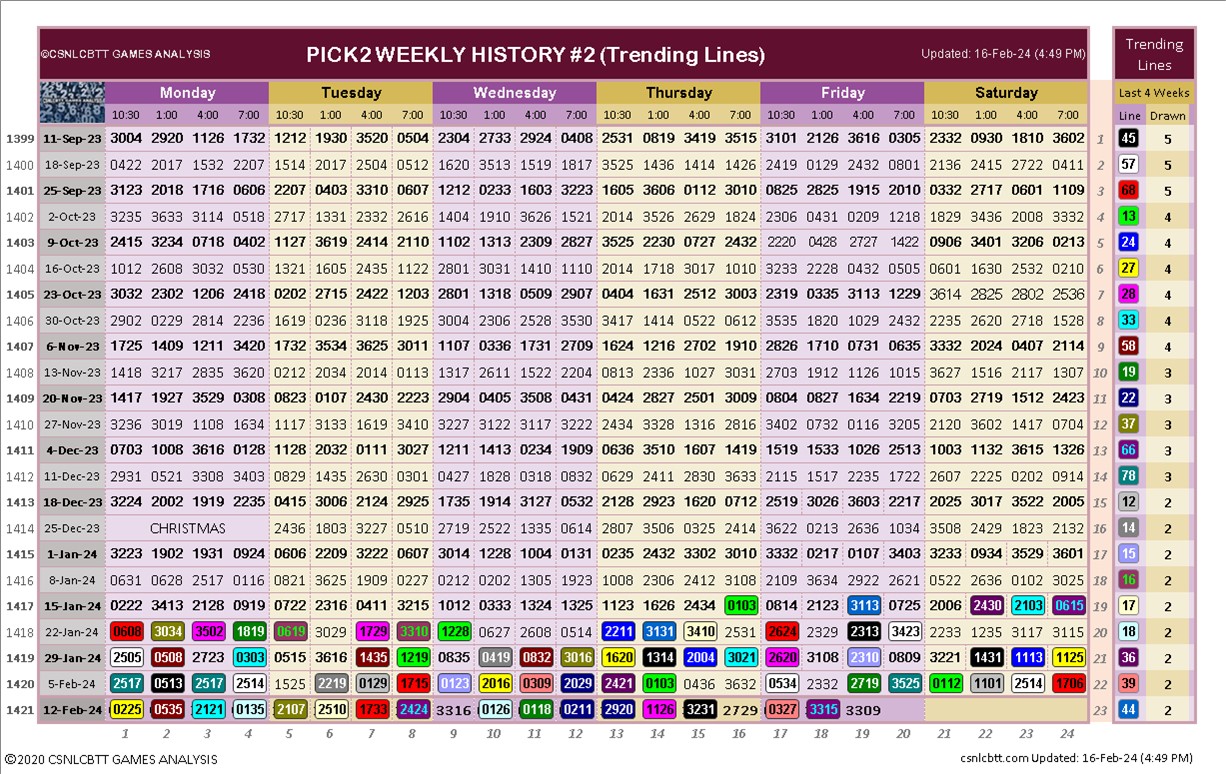 ©CSNLCBTT GAMES ANALYSIS PICK2 WEEKLY HISTORY #2 (Trending Lines) Updated: 16-Feb-24 (4:49 PM)
Trending
Lines
Monday Tuesday Wednesday Thursday Friday Saturday Last 4 Weeks
10:30 1:00 4:00 7:00 10:30 1:00 4:00 7:00 10:30 1:00 4:00 7:00 10:30 1:00 4:00 7:00 10:30 1:00 4:00 7:00 10:30 1:00 4:00 7:00 Line Drawn
1399 11-Sep-23 3004 2920 1126 1732 1212 1930 3520 0504 2304 2733 2924 0408 2531 0819 3419 3515 3101 2126 3616 0305 2332 0930 1810 3602 1 45 5
1400 18-Sep-23 0422 2017 1532 2207 1514 2017 2504 0512 1620 3513 1519 1817 3525 1436 1414 1426 2419 0129 2432 0801 2136 2415 2722 0411 2 57 5
1401 25-Sep-23 3123 2018 1716 0606 2207 0403 3310 0607 1212 0233 1603 3223 1605 3606 0112 3010 0825 2825 1915 2010 0332 2717 0601 1109 3 68 5
1402 2-Oct-23 3235 3633 3114 0518 2717 1331 2332 2616 1404 1910 3626 1521 2014 3526 2629 1824 2306 0431 0209 1218 1829 3436 2008 3332 4 13 4
1403 9-Oct-23 2415 3234 0718 0402 1127 3619 2414 2110 1102 1313 2309 2827 3525 2230 0727 2432 2220 0428 2727 1422 0906 3401 3206 0213 5 24 4
1404 16-Oct-23 1012 2608 3032 0530 1321 1605 2435 1122 2801 3031 1410 1110 2014 1718 3017 1010 3233 2228 0432 0505 0601 1630 2532 0210 6 27 4
1405 23-Oct-23 3032 2302 1206 2418 0202 2715 2422 1203 2801 1318 0509 2907 0404 1631 2512 3003 2319 0335 3113 1229 3614 2825 2802 2536 7 28 4
1406 30-Oct-23 2902 0229 2814 2236 1619 0236 3118 1925 3004 2306 2528 3530 3417 1414 0522 0612 3535 1820 1029 2432 2235 2620 2718 1528 8 33 4
1407 6-Nov-23 1725 1409 1211 3420 1732 3534 3625 3011 1107 0336 1731 2709 1624 1216 2702 1910 2826 1710 0731 0635 3332 2024 0407 2114 9 58 4
1408 13-Nov-23 1418 3217 2835 3620 0212 2034 2014 0113 1317 2611 1522 2204 0813 2336 1027 3031 2703 1912 1126 1015 3627 1516 2117 1307 10 19 3
1409 20-Nov-23 1417 1927 3529 0308 0823 0107 2430 2223 2904 0405 3508 0431 0424 2827 2501 3009 0804 0827 1634 2219 0703 2719 1512 2423 11 22 3
1410 27-Nov-23 3236 3019 1108 1634 1117 3133 1619 3410 3227 3122 3117 3222 2434 3328 1316 2816 3402 0732 0116 3205 2120 3602 1417 0704 12 37 3
1411 4-Dec-23 0703 1008 3616 0128 1128 2032 0111 3021 1211 1413 0234 1909 0636 3510 1607 1419 1519 1533 1026 2513 1003 1132 3615 1326 13 66 3
1412 11-Dec-23 2931 0521 3308 3403 0829 1435 2630 0301 0427 1828 0318 0832 0629 2411 2830 3633 2115 1517 2235 1722 2607 2225 0202 0914 14 78 3
1413 18-Dec-23 3224 2002 1919 2235 0415 3006 2124 2925 1735 1914 3127 0532 2128 2923 1620 0712 2519 3026 3603 2217 2025 3017 3522 2005 15 12 2
1414 25-Dec-23 CHRISTMAS 2436 1803 3227 0510 2719 2522 1335 0614 2807 3506 0325 2414 3622 0213 2636 1034 3508 2429 1823 2132 16 14 2
1415 1-Jan-24 3223 1902 1931 0924 0606 2209 3222 0607 3014 1228 1004 0131 0235 2432 3302 3010 3332 0217 0107 3403 3233 0934 3529 3601 17 15 2
1416 8-Jan-24 0631 0628 2517 0116 0821 3625 1909 0227 0212 0202 1305 1923 1008 2306 2412 3108 2109 3634 2922 2621 0522 2636 0102 3025 18 16 2
1417 15-Jan-24 0222 3413 2128 0919 0722 2316 0411 3215 1012 0333 1324 1325 1123 1626 2434 0103 0814 2123 3113 0725 2006 2430 2103 0615 19 17 2
1418 22-Jan-24 0608 3034 3502 1819 0619 3029 1729 3310 1228 0627 2608 0514 2211 3131 3410 2531 2624 2329 2313 3423 2233 1235 3117 3115 20 18 2
1419 29-Jan-24 2505 0508 2723 0303 0515 3616 1435 1219 0835 0419 0832 3016 1620 1314 2004 3021 2620 3108 2310 0809 3221 1431 1113 1125 21 36 2
1420 5-Feb-24 2517 0513 2517 2514 1525 2219 0129 1715 0123 2016 0309 2029 2421 0103 0436 3632 0534 2332 2719 3525 0112 1101 2514 1706 22 39 2
1421 12-Feb-24 0225 0535 2121 0135 2107 2510 1733 2424 3316 0126 0118 0211 2920 1126 3231 2729 0327 3315 3309 23 44 2
1 2 3 4 5 6 7 8 9 10 11 12 13 14 15 16 17 18 19 20 21 22 23 24
©2020 CSNLCBTT GAMES ANALYSIS csnlcbtt.com Updated: 16-Feb-24 (4:49 PM)